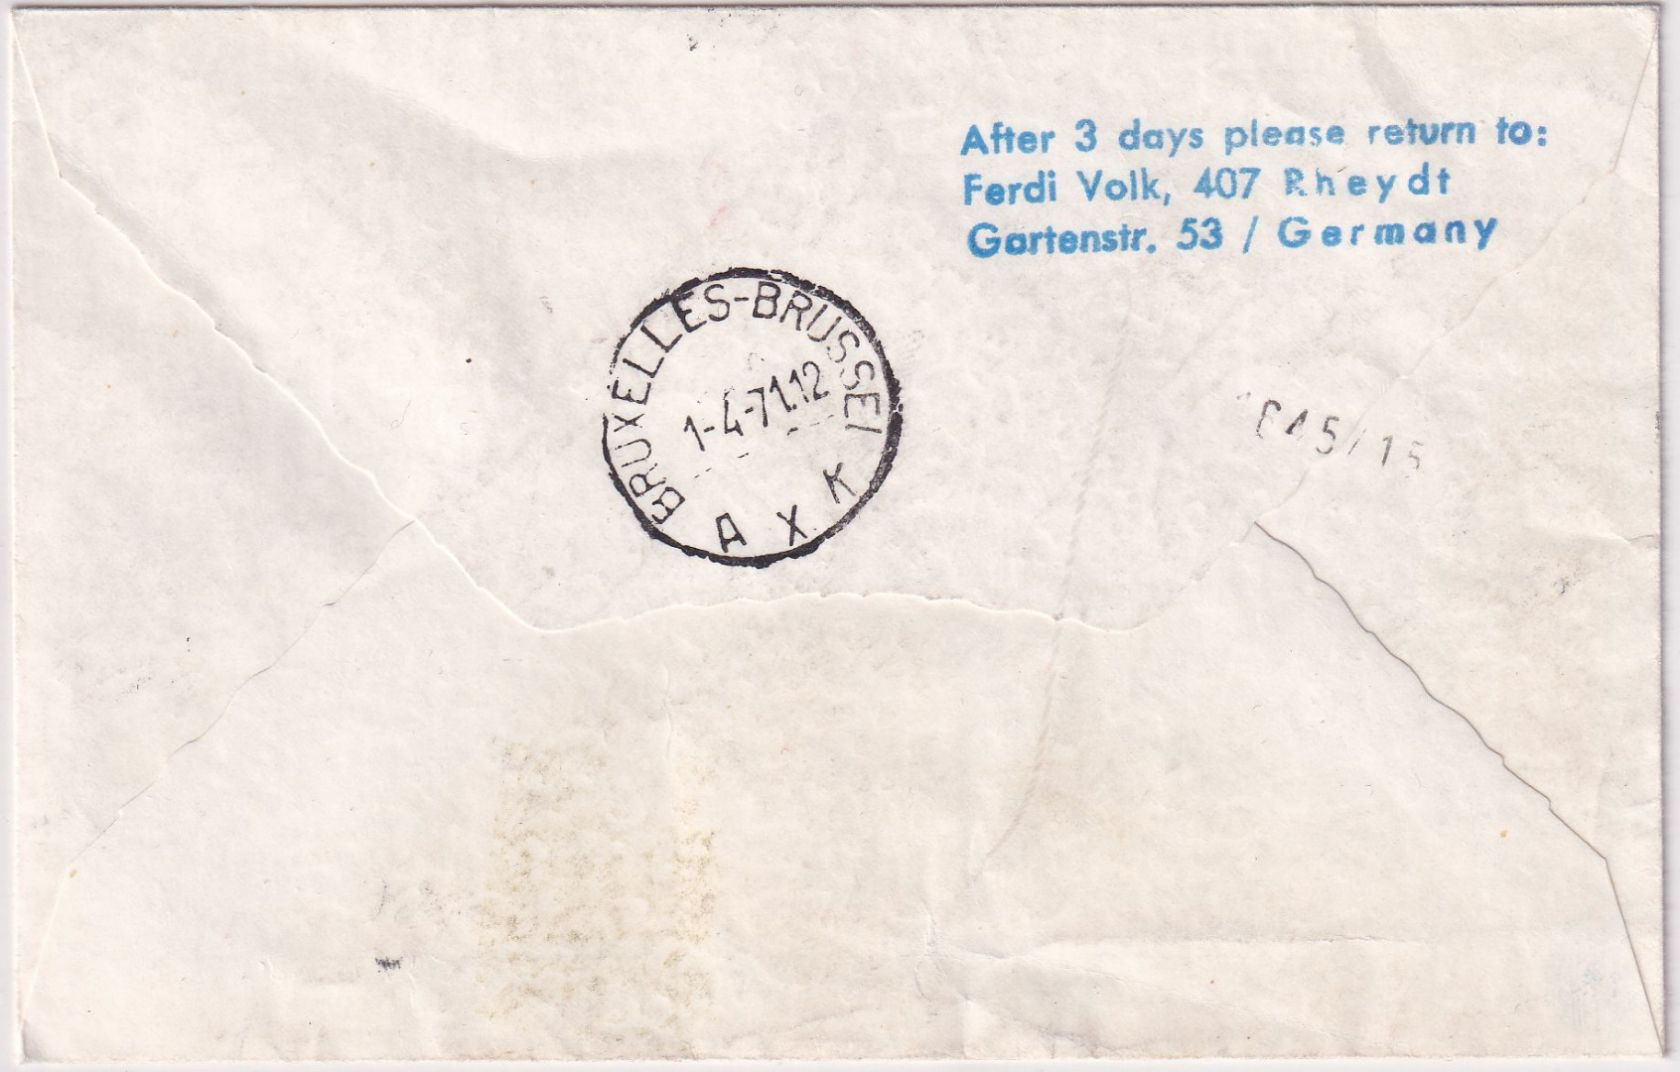 After 3 days please return to:
Ferdi Volk, 407 Rheydt
Gartenstr. 53 / Germany
BRUXELLES-BRUSSEL
1-4-71.12
A X K